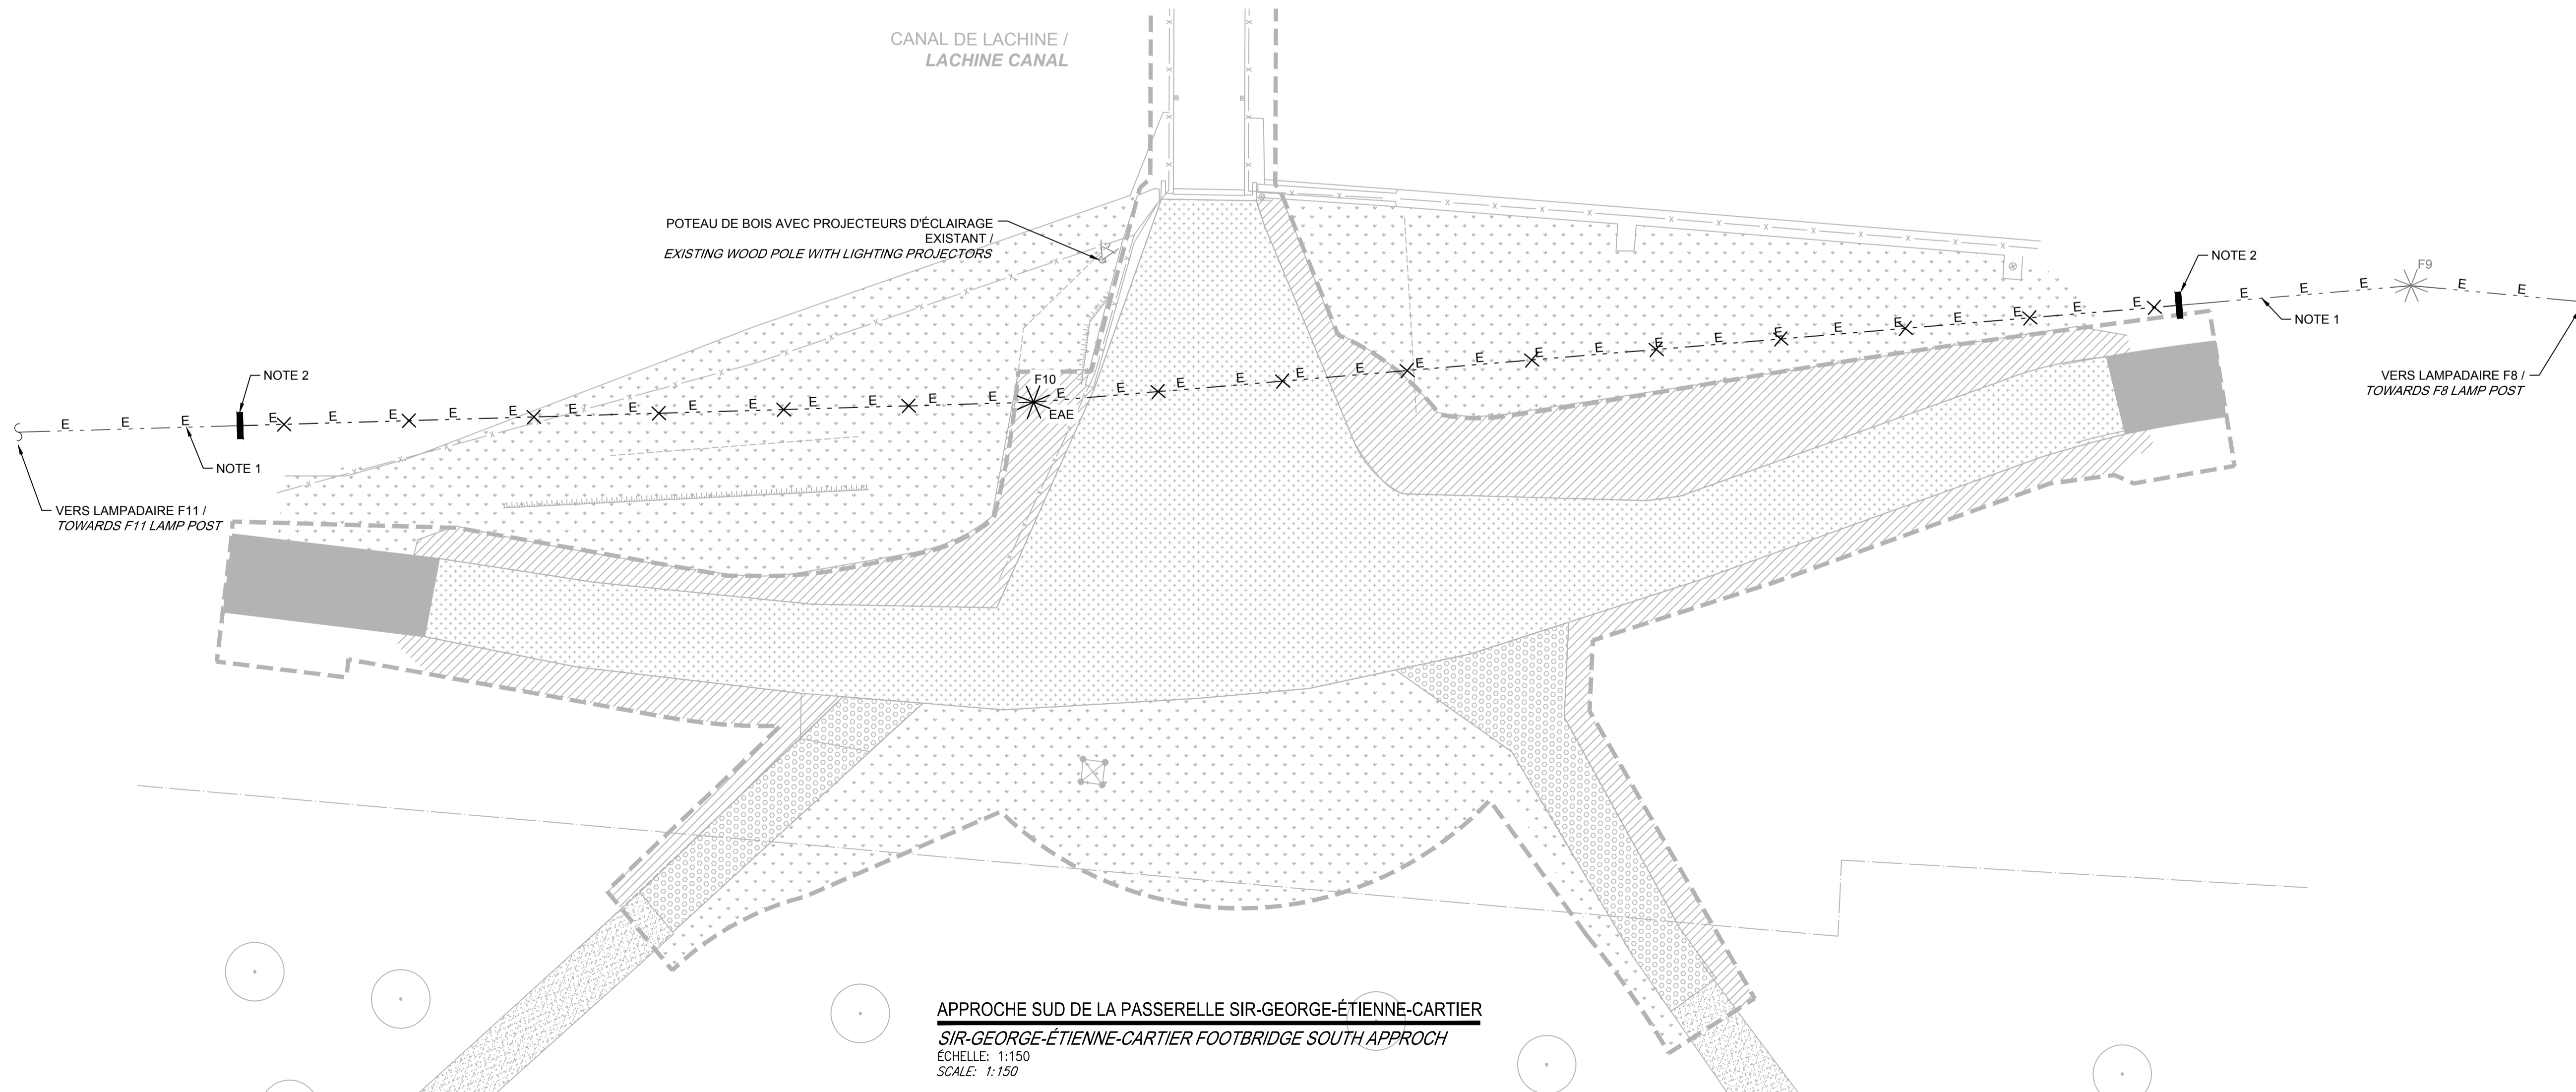 CANAL DE LACHINE /
LACHINE CANAL
POTEAU DE BOIS AVEC PROJECTEURS D'ÉCLAIRAGE
EXISTANT /
EXISTING WOOD POLE WITH LIGHTING PROJECTORS
NOTE 2
F9
NOTE 1
VERS LAMPADAIRE F8 /
TOWARDS F8 LAMP POST
NOTE 2
F10
EAE
NOTE 1
VERS LAMPADAIRE F11 /
TOWARDS F11 LAMP POST
E E E E E E E E E E E E E E E E E E E E E E E E E E E E E E E E E E E E
APPROCHE SUD DE LA PASSERELLE SIR-GEORGE-ÉTIENNE-CARTIER
SIR-GEORGE-ÉTIENNE-CARTIER FOOTBRIDGE SOUTH APPROCH
ÉCHELLE: 1:150
SCALE: 1:150